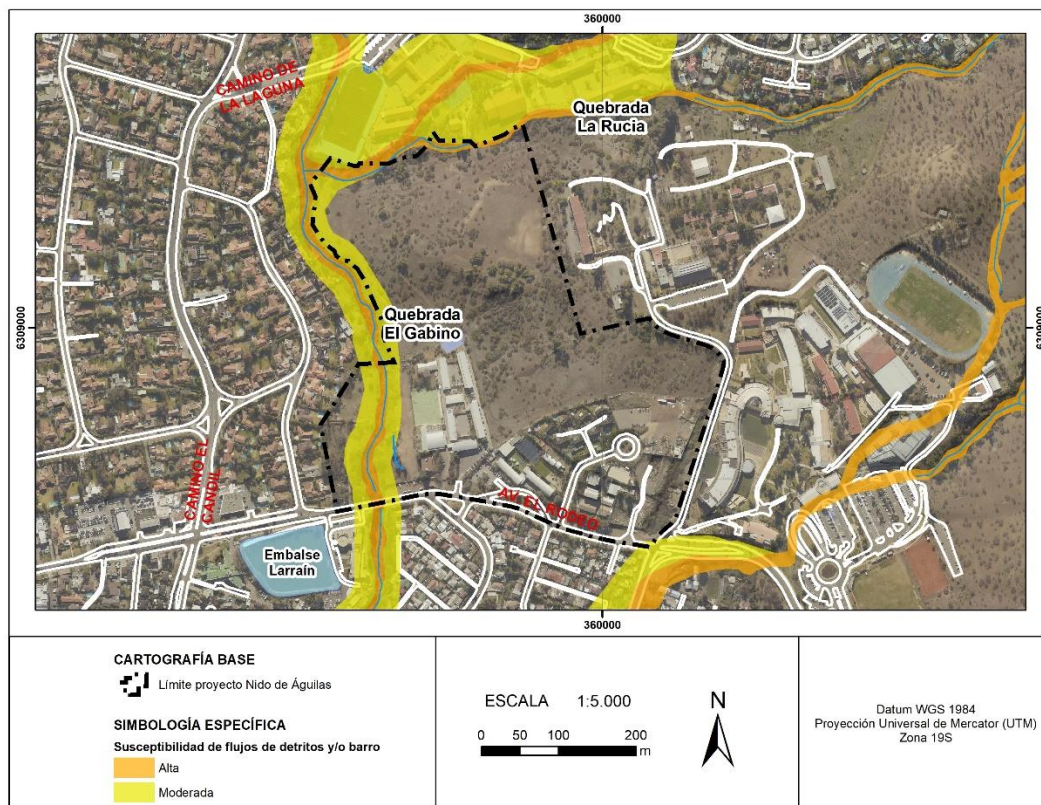 360000
CAMINO DE
LA LAGUNA
Quebrada
La Rucia
6309000
6309000
Quebrada
El Gabino
CAMINO EL
CANDIL
AV EL RODEO
Embalse
Larraín
360000
CARTOGRAFÍA BASE
Límite proyecto Nido de Águilas
SIMBOLOGÍA ESPECÍFICA
Susceptibilidad de flujos de detritos y/o barro
Alta
Moderada
ESCALA 1:5.000
0 50 100 200
m
N
Datum WGS 1984
Proyección Universal de Mercator (UTM)
Zona 19S